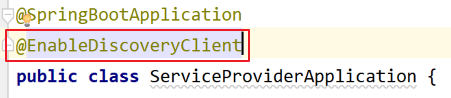 @SpringBootApplication
@EnableDiscoveryClient
public class ServiceProviderApplication {